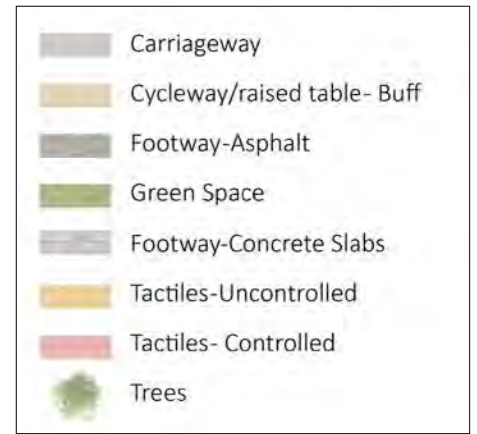 Carriageway
Cycleway/raised table- Buff
Footway-Asphalt
Green Space
Footway-Concrete Slabs
Tactiles-Uncontrolled
Tactiles- Controlled
Trees